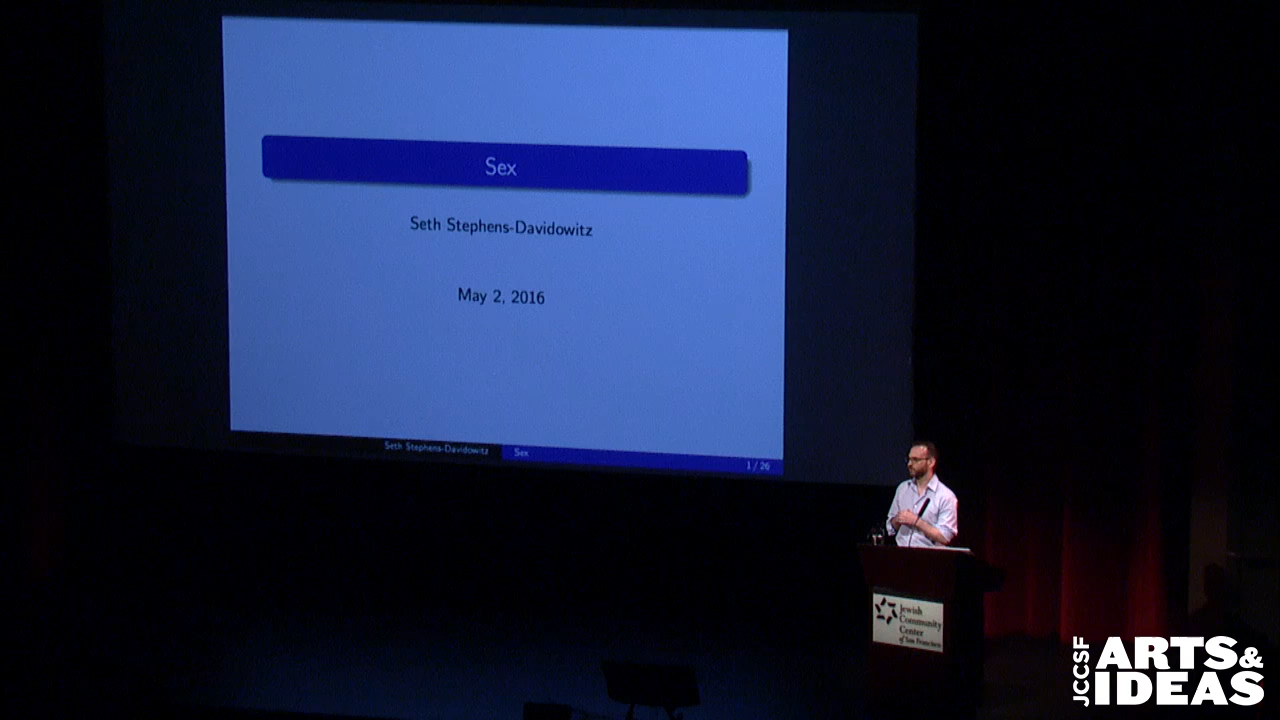 Sex
Seth Stephens-Davidowitz
May 2, 2016
Seth Stephens-Davidowitz Sex 1 / 26
Jewish
Community
Center
of San Francisco
JCCSF
ARTS&
IDEAS